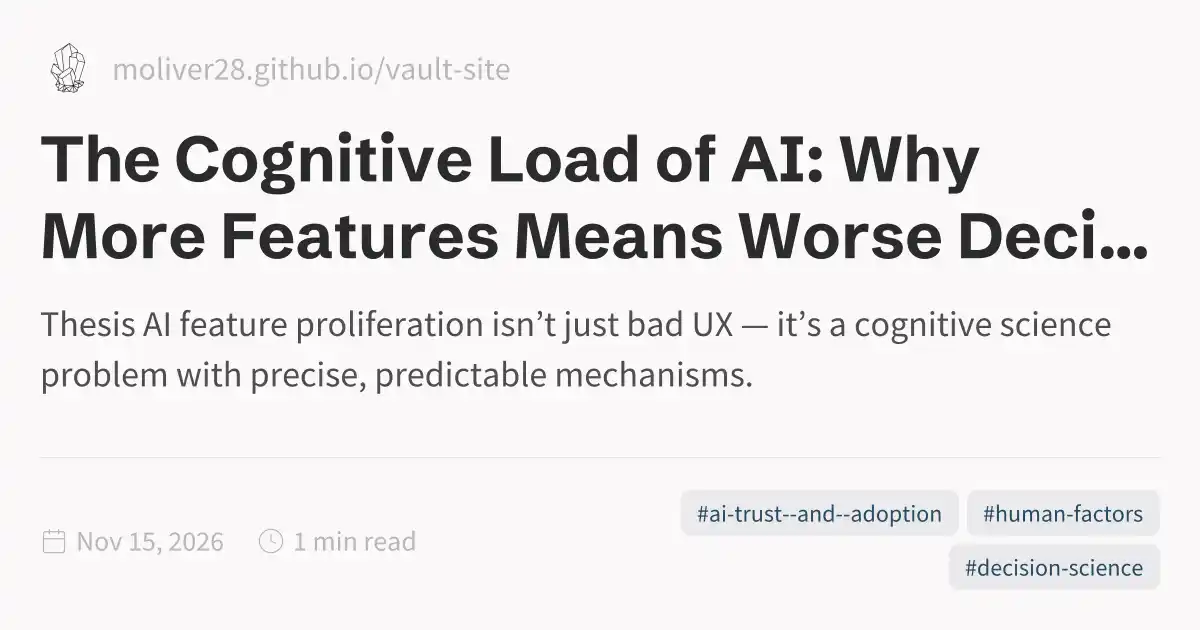 moliver28.github.io/vault-site
The Cognitive Load of AI: Why
More Features Means Worse Deci...
Thesis AI feature proliferation isn’t just bad UX — it’s a cognitive science
problem with precise, predictable mechanisms.
Nov 15, 2026
1 min read
#ai-trust--and--adoption
#human-factors
#decision-science